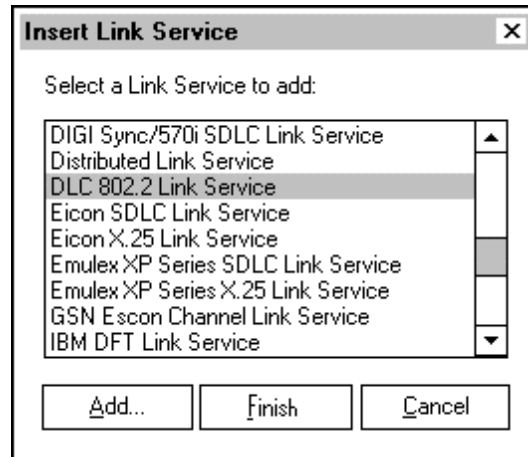 Insert Link Service
Select a Link Service to add:
DIGI Sync/570i SDLC Link Service
Distributed Link Service
DLC 802.2 Link Service
Eicon SDLC Link Service
Eicon X.25 Link Service
Emulex XP Series SDLC Link Service
Emulex XP Series X.25 Link Service
GSN Escon Channel Link Service
IBM DFT Link Service
Add... Finish Cancel